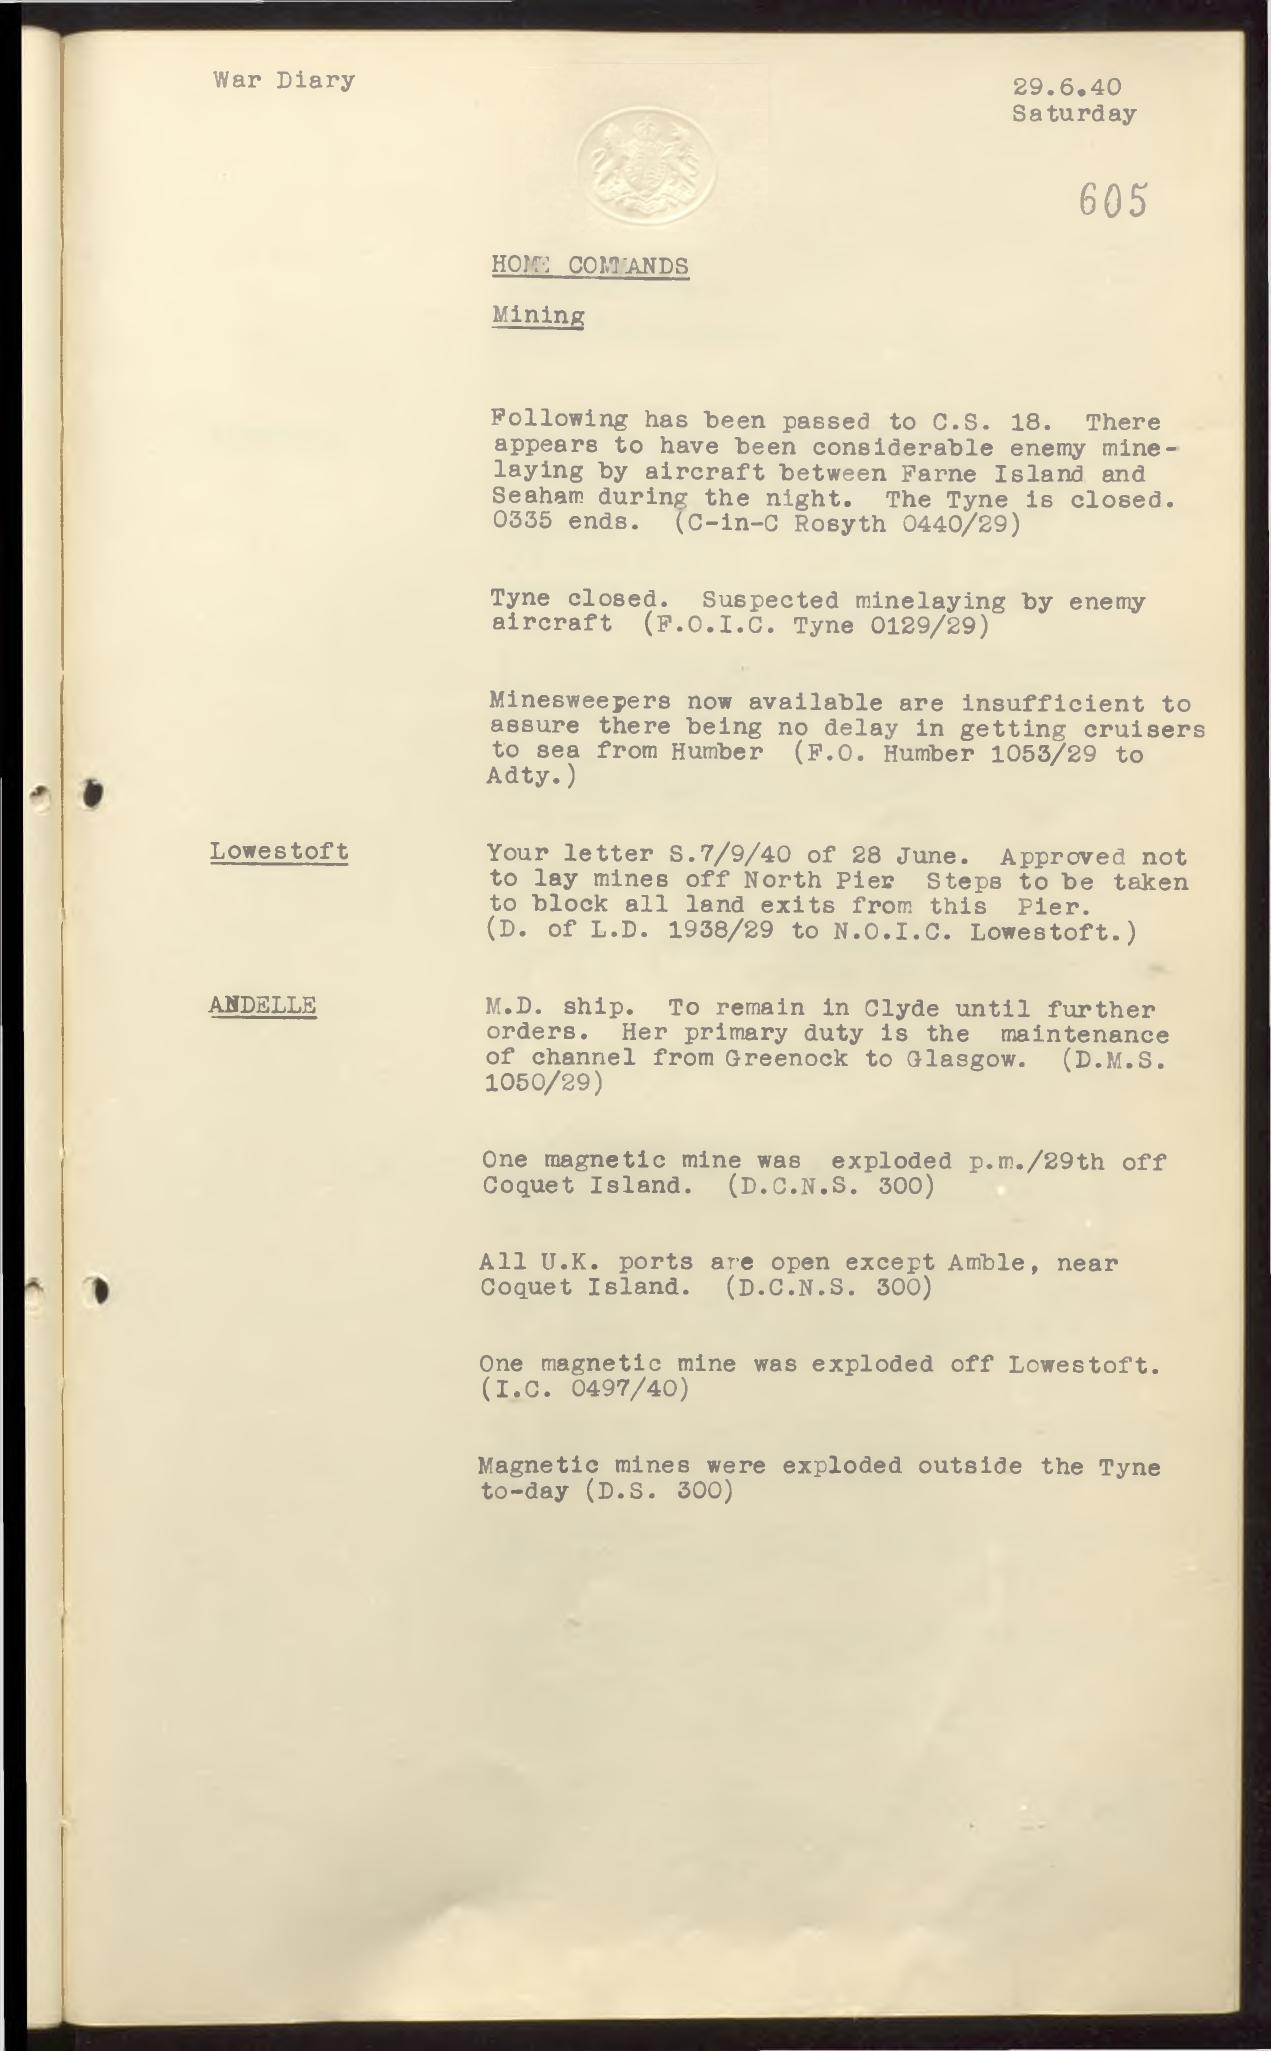 War Diary
29.6.40
Saturday
605
HOME COMMANDS
Mining
Following has been passed to C.S. 18. There
appears to have been considerable enemy mine-
laying by aircraft between Farne Island and
Seaham during the night. The Tyne is closed.
0335 ends. (C-in-C Rosyth 0440/29)
Tyne closed. Suspected minelaying by enemy
aircraft (F.O.I.C. Tyne 0129/29)
Minesweepers now available are insufficient to
assure there being no delay in getting cruisers
to sea from Humber (F.O. Humber 1053/29 to
Adty.)
Lowestoft
Your letter S.7/9/40 of 28 June. Approved not
to lay mines off North Pier Steps to be taken
to block all land exits from this Pier.
(D. of L.D. 1938/29 to N.O.I.C. Lowestoft.)
ANDELLE
M.D. ship. To remain in Clyde until further
orders. Her primary duty is the maintenance
of channel from Greenock to Glasgow. (D.M.S.
1050/29)
One magnetic mine was exploded p.m./29th off
Coquet Island. (D.C.N.S. 300)
All U.K. ports are open except Amble, near
Coquet Island. (D.C.N.S. 300)
One magnetic mine was exploded off Lowestoft.
(I.C. 0497/40)
Magnetic mines were exploded outside the Tyne
to-day (D.S. 300)